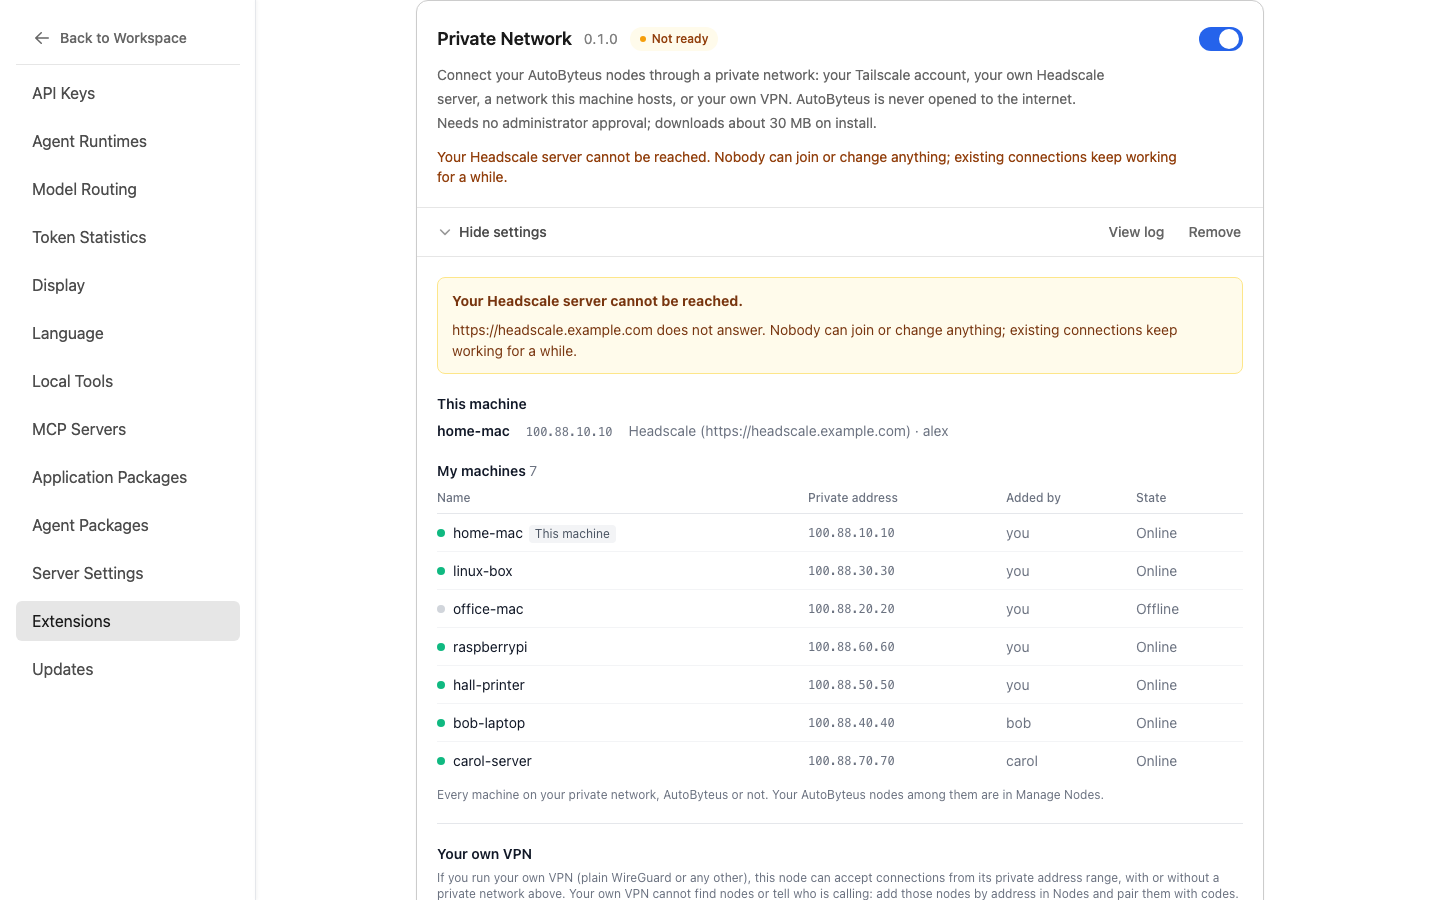 Back to Workspace
API Keys
Agent Runtimes
Model Routing
Token Statistics
Display
Language
Local Tools
MCP Servers
Application Packages
Agent Packages
Server Settings
Extensions
Updates
Private Network 0.1.0 Not ready
Connect your AutoByteus nodes through a private network: your Tailscale account, your own Headscale
server, a network this machine hosts, or your own VPN. AutoByteus is never opened to the internet.
Needs no administrator approval; downloads about 30 MB on install.
Your Headscale server cannot be reached. Nobody can join or change anything; existing connections keep working
for a while.
Hide settings View log Remove
Your Headscale server cannot be reached.
https://headscale.example.com does not answer. Nobody can join or change anything; existing connections keep
working for a while.
This machine
home-mac 100.88.10.10 Headscale (https://headscale.example.com) · alex
My machines 7
Name Private address Added by State
home-mac This machine 100.88.10.10 you Online
linux-box 100.88.30.30 you Online
office-mac 100.88.20.20 you Offline
raspberrypi 100.88.60.60 you Online
hall-printer 100.88.50.50 you Online
bob-laptop 100.88.40.40 bob Online
carol-server 100.88.70.70 carol Online
Every machine on your private network, AutoByteus or not. Your AutoByteus nodes among them are in Manage Nodes.
Your own VPN
If you run your own VPN (plain WireGuard or any other), this node can accept connections from its private address range, with or without a
private network above. Your own VPN cannot find nodes or tell who is calling: add those nodes by address in Nodes and pair them with codes.